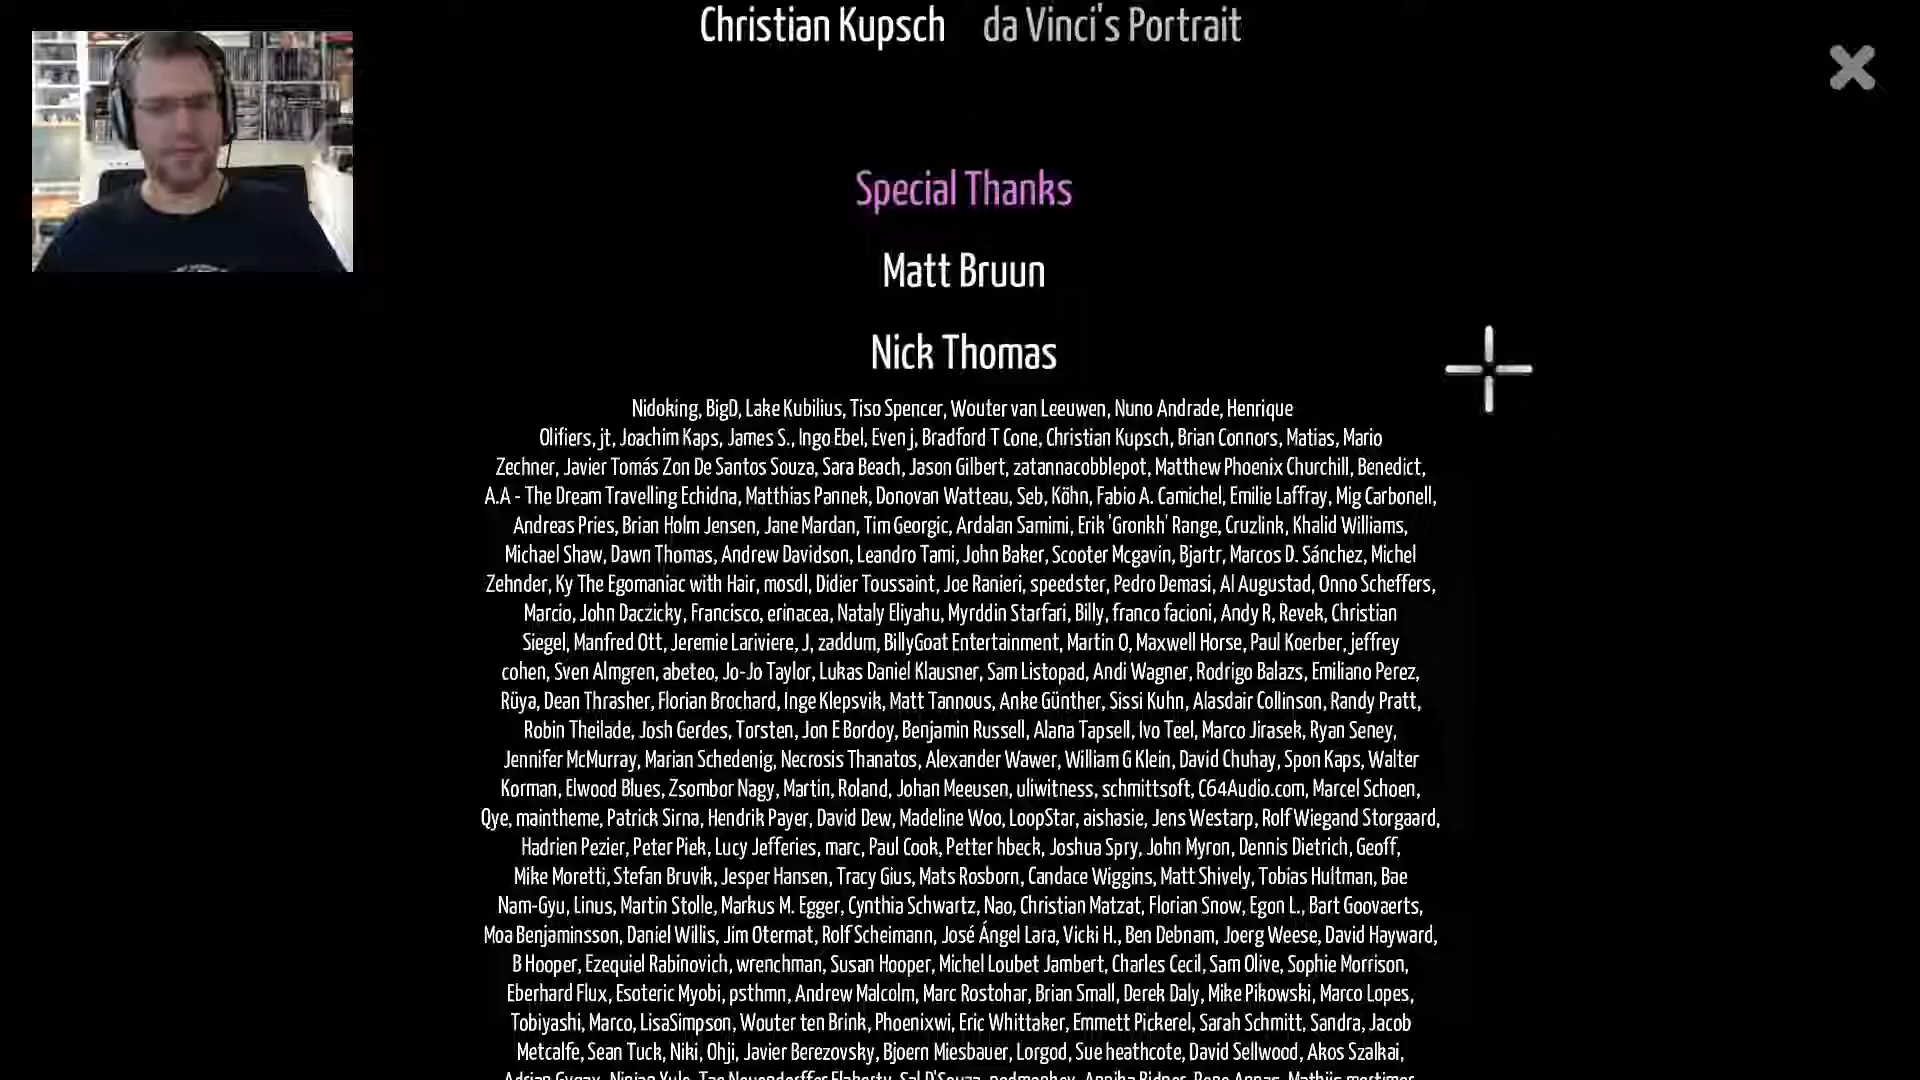 Christian Kupsch da Vinci's Portrait
Special Thanks
Matt Bruun
Nick Thomas
Nidoking, BigD, Lake Kubilius, Tiso Spencer, Wouter van Leeuwen, Nuno Andrade, Henrique
Olifiers, jt, Joachim Kaps, James S., Ingo Ebel, Even j, Bradford T Cone, Christian Kupsch, Brian Connors, Matias, Mario
Zechner, Javier Tomás Zon De Santos Souza, Sara Beach, Jason Gilbert, zatannacobblepot, Matthew Phoenix Churchill, Benedict,
A.A - The Dream Travelling Echidna, Matthias Pannek, Donovan Watteau, Seb, Köhn, Fabio A. Camichel, Emilie Laffray, Mig Carbonell,
Andreas Pries, Brian Holm Jensen, Jane Mardan, Tim Georgic, Ardalan Samimi, Erik 'Gronkh' Range, Cruzlink, Khalid Williams,
Michael Shaw, Dawn Thomas, Andrew Davidson, Leandro Tami, John Baker, Scooter Mcgavin, Bjartr, Marcos D. Sánchez, Michel
Zehnder, Ky The Egomaniac with Hair, mosdl, Didier Toussaint, Joe Ranieri, speedster, Pedro Demasi, Al Augustad, Onno Scheffers,
Marcio, John Daczicky, Francisco, erinacea, Nataly Eliyahu, Myrddin Starfari, Billy, franco facioni, Andy R, Revek, Christian
Siegel, Manfred Ott, Jeremie Lariviere, J, zaddum, BillyGoat Entertainment, Martin O, Maxwell Horse, Paul Koerber, jeffrey
cohen, Sven Almgren, abeteo, Jo-Jo Taylor, Lukas Daniel Klausner, Sam Listopad, Andi Wagner, Rodrigo Balazs, Emiliano Perez,
Rüya, Dean Thrasher, Florian Brochard, Inge Klepsvik, Matt Tannous, Anke Günther, Sissi Kuhn, Alasdair Collinson, Randy Pratt,
Robin Theilade, Josh Gerdes, Torsten, Jon E Bordoy, Benjamin Russell, Alana Tapsell, Ivo Teel, Marco Jirasek, Ryan Seney,
Jennifer McMurray, Marian Schedenig, Necrosis Thanatos, Alexander Wawer, William G Klein, David Chuhay, Spon Kaps, Walter
Korman, Elwood Blues, Zsombor Nagy, Martin, Roland, Johan Meeusen, uliwitness, schmittsoft, C64Audio.com, Marcel Schoen,
Qye, maintheme, Patrick Sirna, Hendrik Payer, David Dew, Madeline Woo, LoopStar, aishasie, Jens Westarp, Rolf Wiegand Storgaard,
Hadrien Pezier, Peter Piek, Lucy Jefferies, marc, Paul Cook, Petter hbeck, Joshua Spry, John Myron, Dennis Dietrich, Geoff,
Mike Moretti, Stefan Bruvik, Jesper Hansen, Tracy Gius, Mats Rosborn, Candace Wiggins, Matt Shively, Tobias Hultman, Bae
Nam-Gyu, Linus, Martin Stolle, Markus M. Egger, Cynthia Schwartz, Nao, Christian Matzat, Florian Snow, Egon L., Bart Goovaerts,
Moa Benjaminsson, Daniel Willis, Jim Otermat, Rolf Scheimann, José Ángel Lara, Vicki H., Ben Debnam, Joerg Weese, David Hayward,
B Hooper, Ezequiel Rabinovich, wrenchman, Susan Hooper, Michel Loubet Jambert, Charles Cecil, Sam Olive, Sophie Morrison,
Eberhard Flux, Esoteric Myobi, psthmn, Andrew Malcolm, Marc Rostohar, Brian Small, Derek Daly, Mike Pikowski, Marco Lopes,
Tobiyashi, Marco, LisaSimpson, Wouter ten Brink, Phoenixwi, Eric Whittaker, Emmett Pickerel, Sarah Schmitt, Sandra, Jacob
Metcalfe, Sean Tuck, Niki, Ohji, Javier Berezovsky, Bjoern Miesbauer, Lorgod, Sue heathcote, David Sellwood, Akos Szalkai,